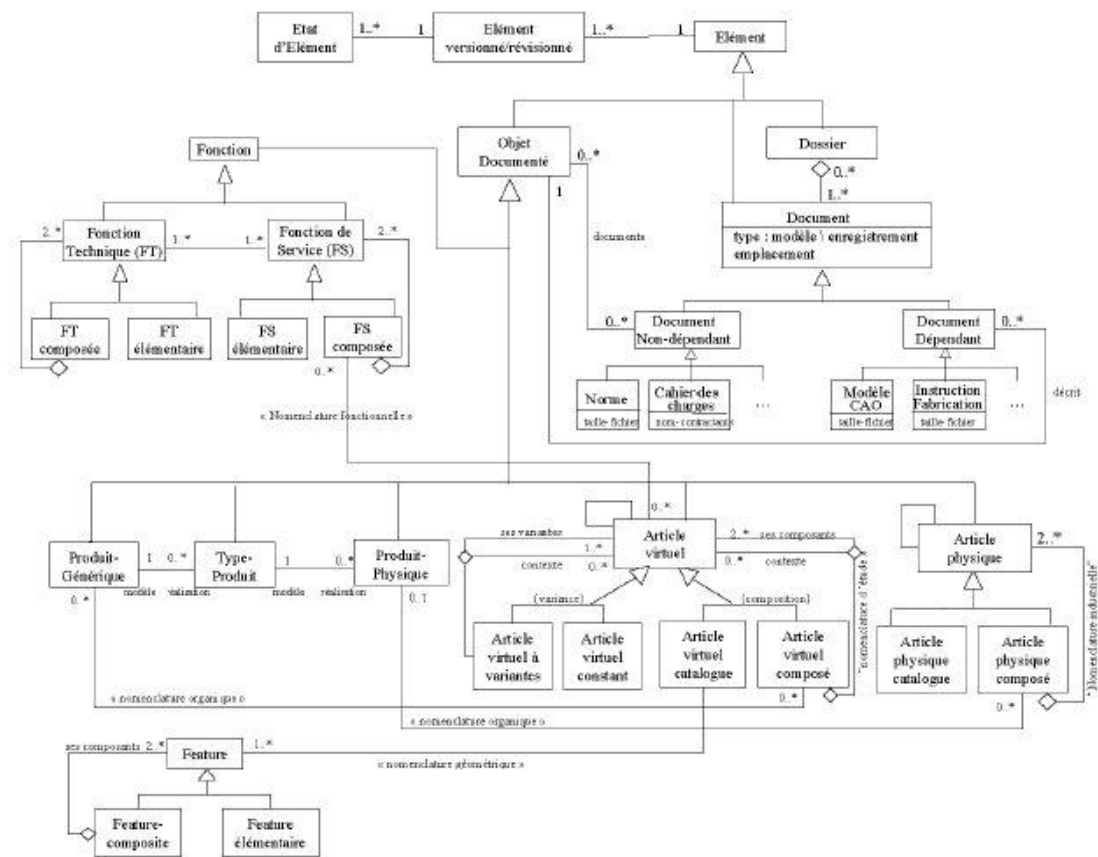 Etat
d'Elément
1..*
1
Elément
versionné/révisionné
1..*
1
Elément
Fonction
Objet
Documenté
0..*
1
Dossier
0..*
1..*
Document
type : modèle \ enregistrement
emplacement
documents
2..*
Fonction
Technique (FT)
1..*
1..*
Fonction de
Service (FS)
2..*
FT
composée
FT
élémentaire
FS
élémentaire
FS
composée
0..*
0..*
Document
Non-dépendant
Document
Dépendant
0..*
Norme
taille-fichier
Cahier-des
charges
nom-contractants
...
Modèle
CAO
taille-fichier
Instruction
Fabrication
taille-fichier
...
décrit
« Nomenclature fonctionnelle »
0..*
Produit-
Générique
1
0..*
modèle
réalisation
Type-
Produit
1
0..*
modèle
réalisation
Produit-
Physique
0..*
0..1
ses variantes
1..*
contexte
0..*
Article
virtuel
2..*
ses composants
0..*
contexte
"nomenclature d'étude"
Article
physique
2..*
"Nomenclature industrielle"
(variance)
(composition)
Article
virtuel à
variantes
Article
virtuel
constant
Article
virtuel
catalogue
Article
virtuel
composé
0..*
Article
physique
catalogue
Article
physique
composé
0..*
« nomenclature organique »
« nomenclature organique »
ses composants
2..*
Feature
1..*
« nomenclature géométrique »
Feature-
composite
Feature
élémentaire